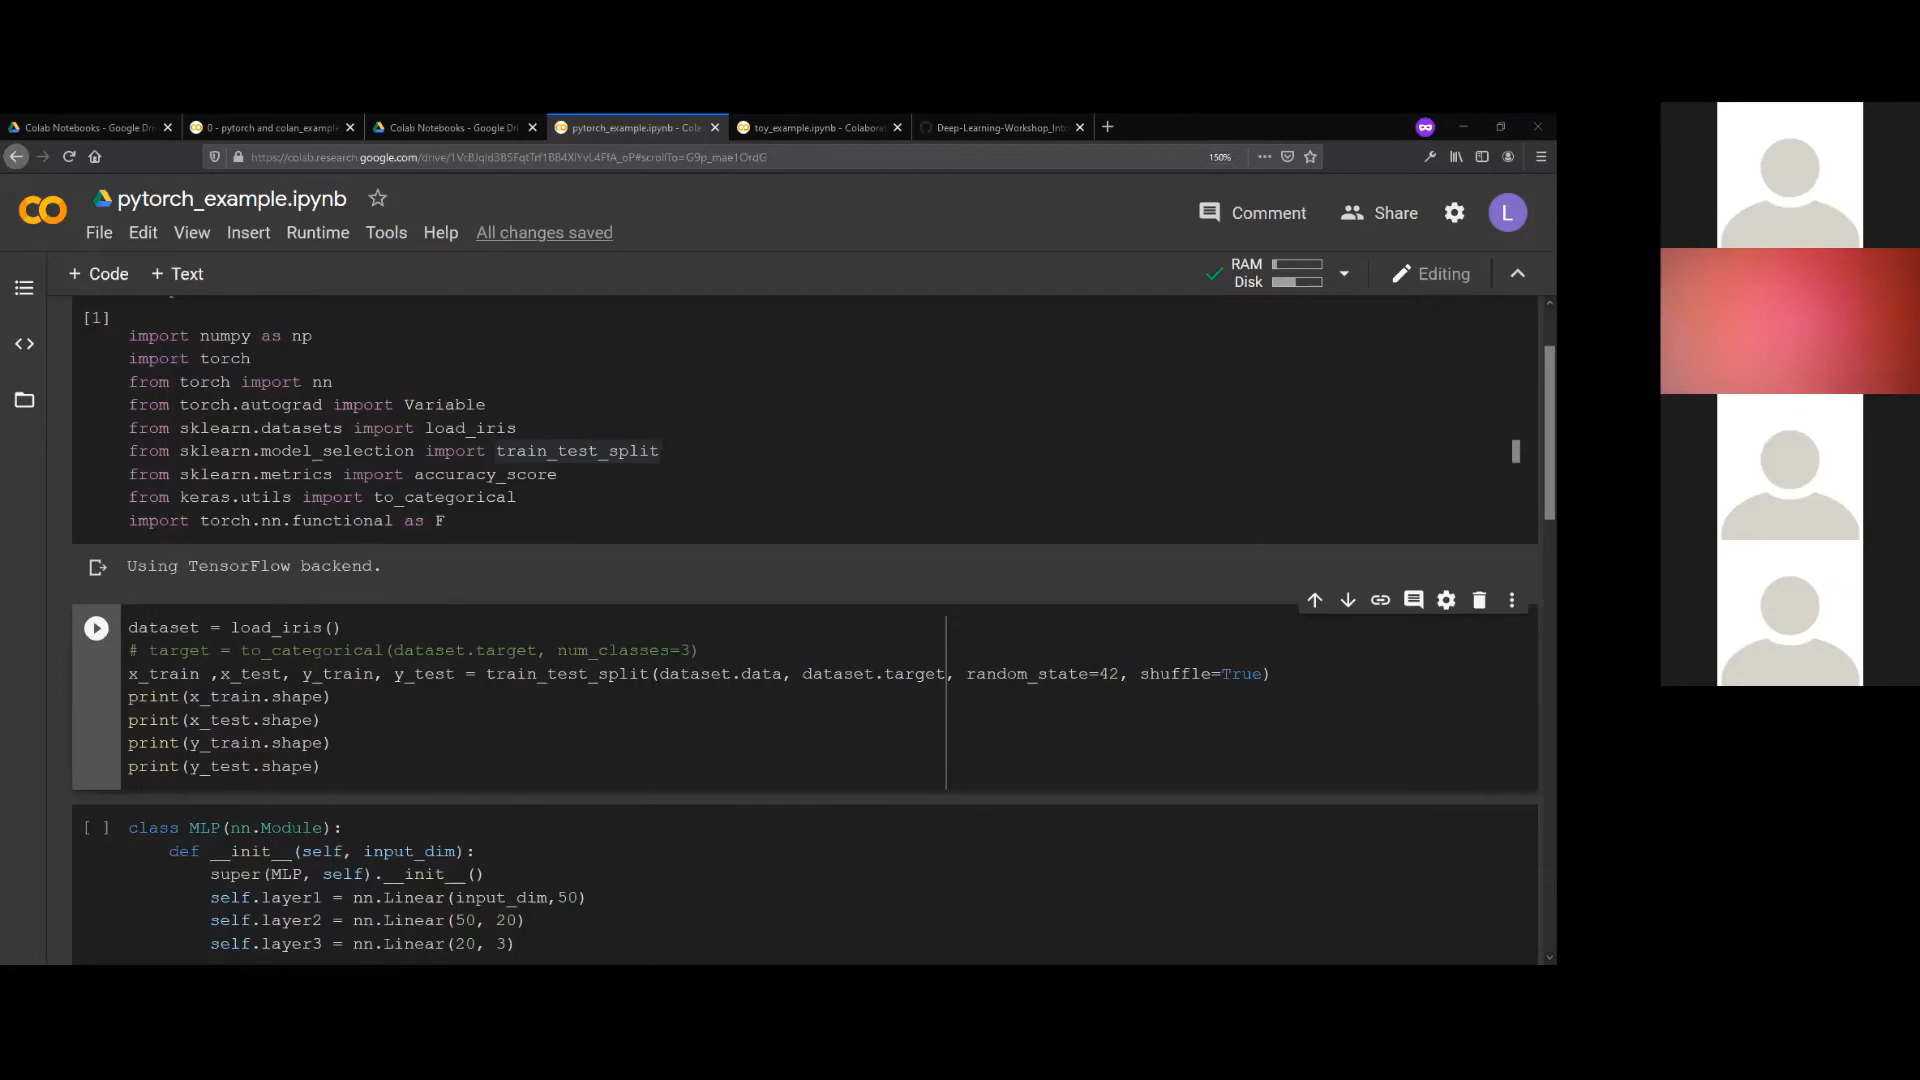 Colab Notebooks - Google Dri
0 - pytorch and colan_example
Colab Notebooks - Google Dri
pytorch_example.ipynb - Cola
toy_example.ipynb - Colaborat
Deep-Learning-Workshop_Into
150%
pytorch_example.ipynb
Comment
Share
L
File Edit View Insert Runtime Tools Help All changes saved
+ Code + Text
RAM
Disk
Editing
[1]
import numpy as np
import torch
from torch import nn
from torch.autograd import Variable
from sklearn.datasets import load_iris
from sklearn.model_selection import train_test_split
from sklearn.metrics import accuracy_score
from keras.utils import to_categorical
import torch.nn.functional as F
Using TensorFlow backend.
dataset = load_iris()
# target = to_categorical(dataset.target, num_classes=3)
x_train ,x_test, y_train, y_test = train_test_split(dataset.data, dataset.target, random_state=42, shuffle=True)
print(x_train.shape)
print(x_test.shape)
print(y_train.shape)
print(y_test.shape)
[ ] class MLP(nn.Module):
def __init__(self, input_dim):
super(MLP, self).__init__()
self.layer1 = nn.Linear(input_dim,50)
self.layer2 = nn.Linear(50, 20)
self.layer3 = nn.Linear(20, 3)